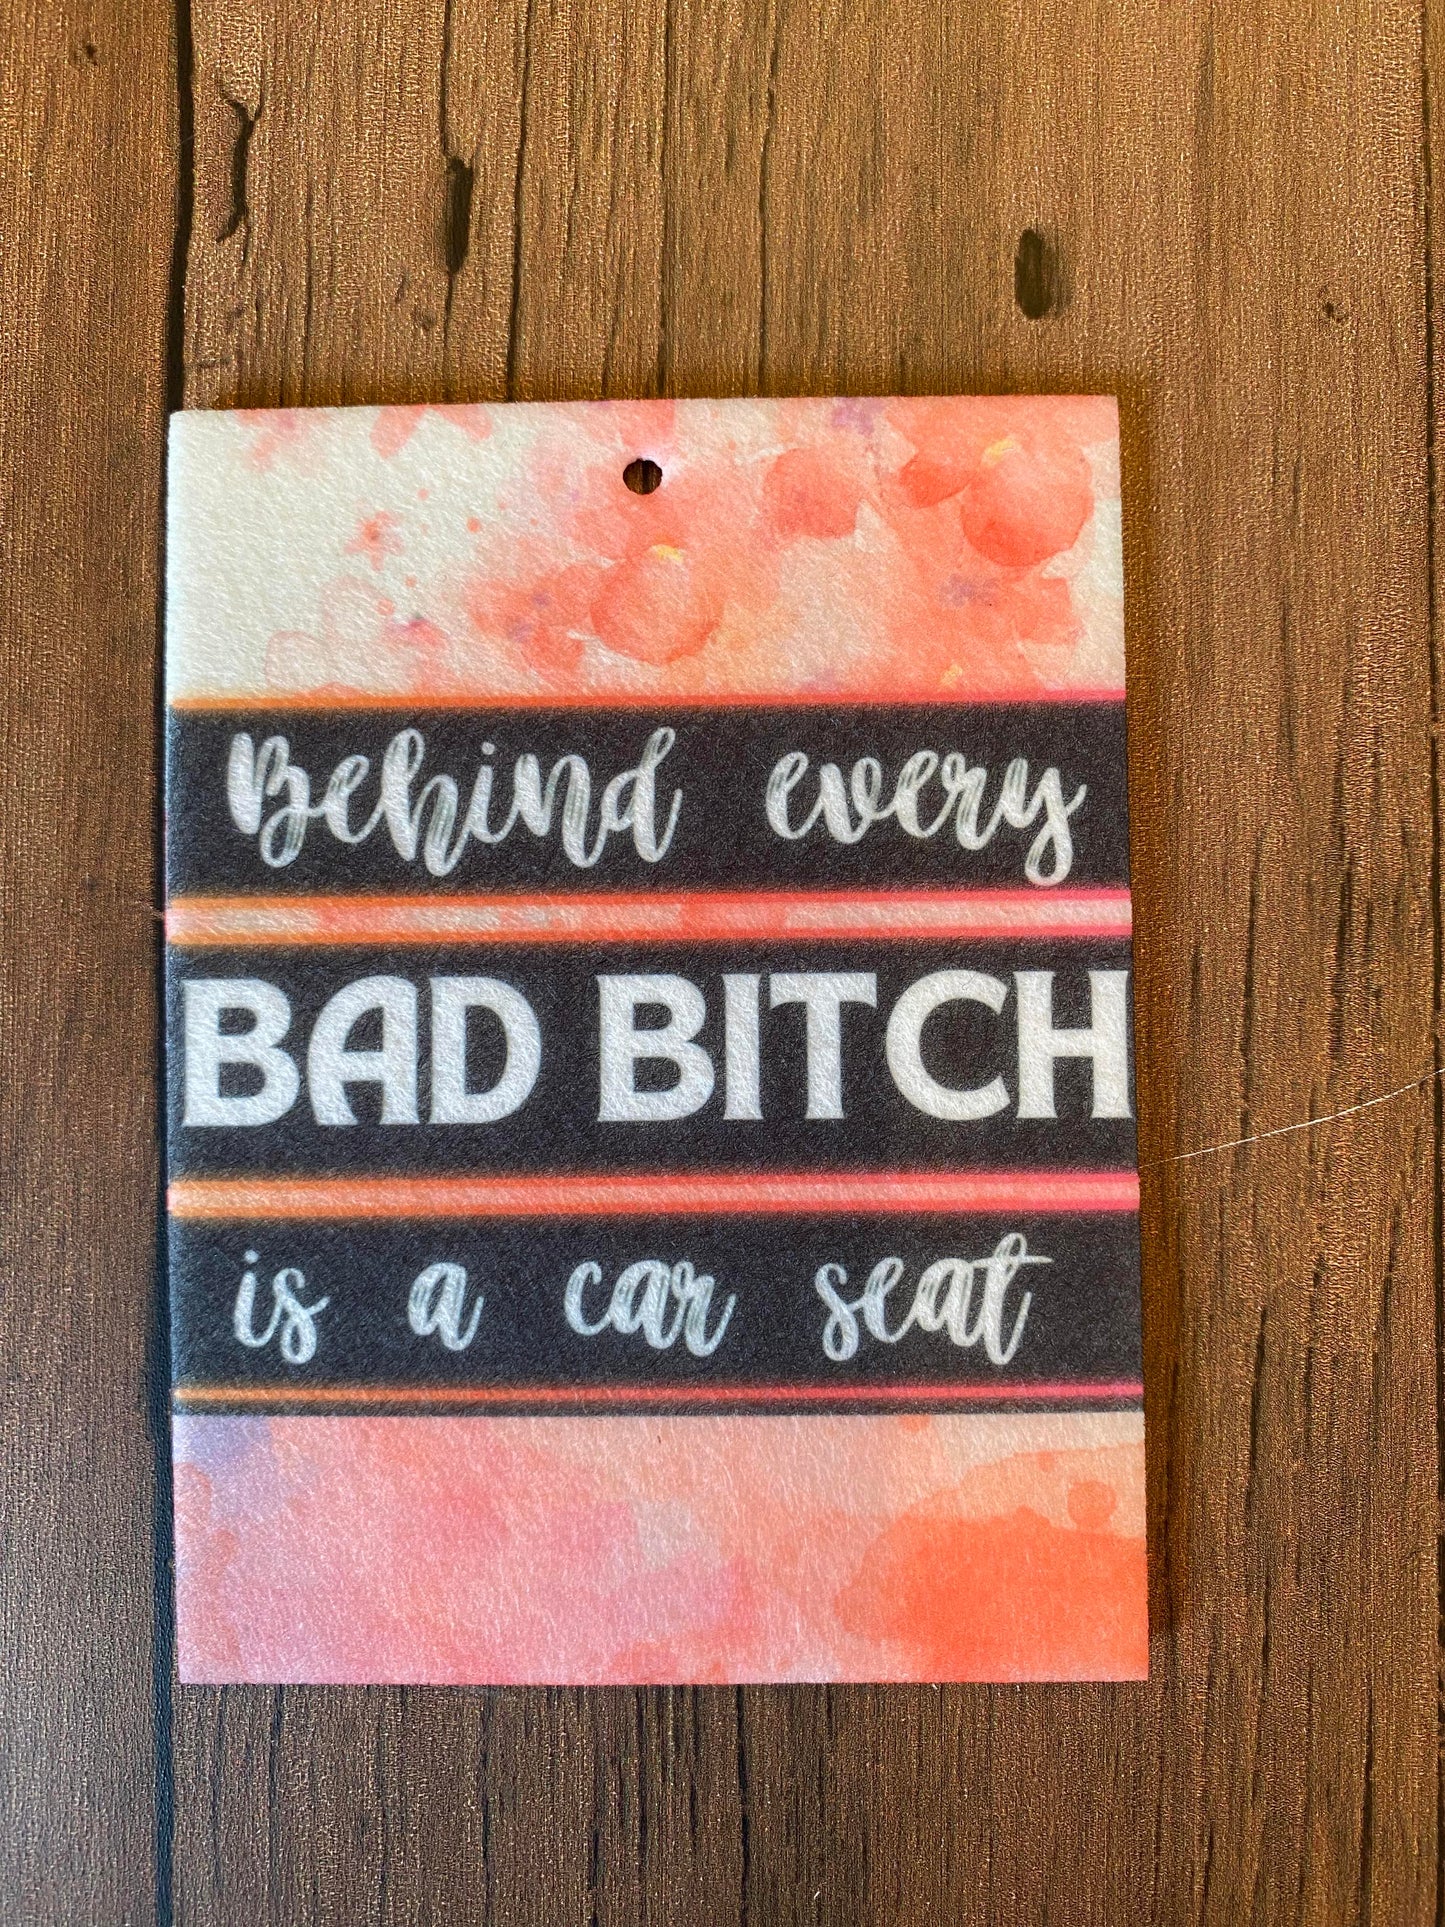 Behind every
BAD BITCH
is a car seat